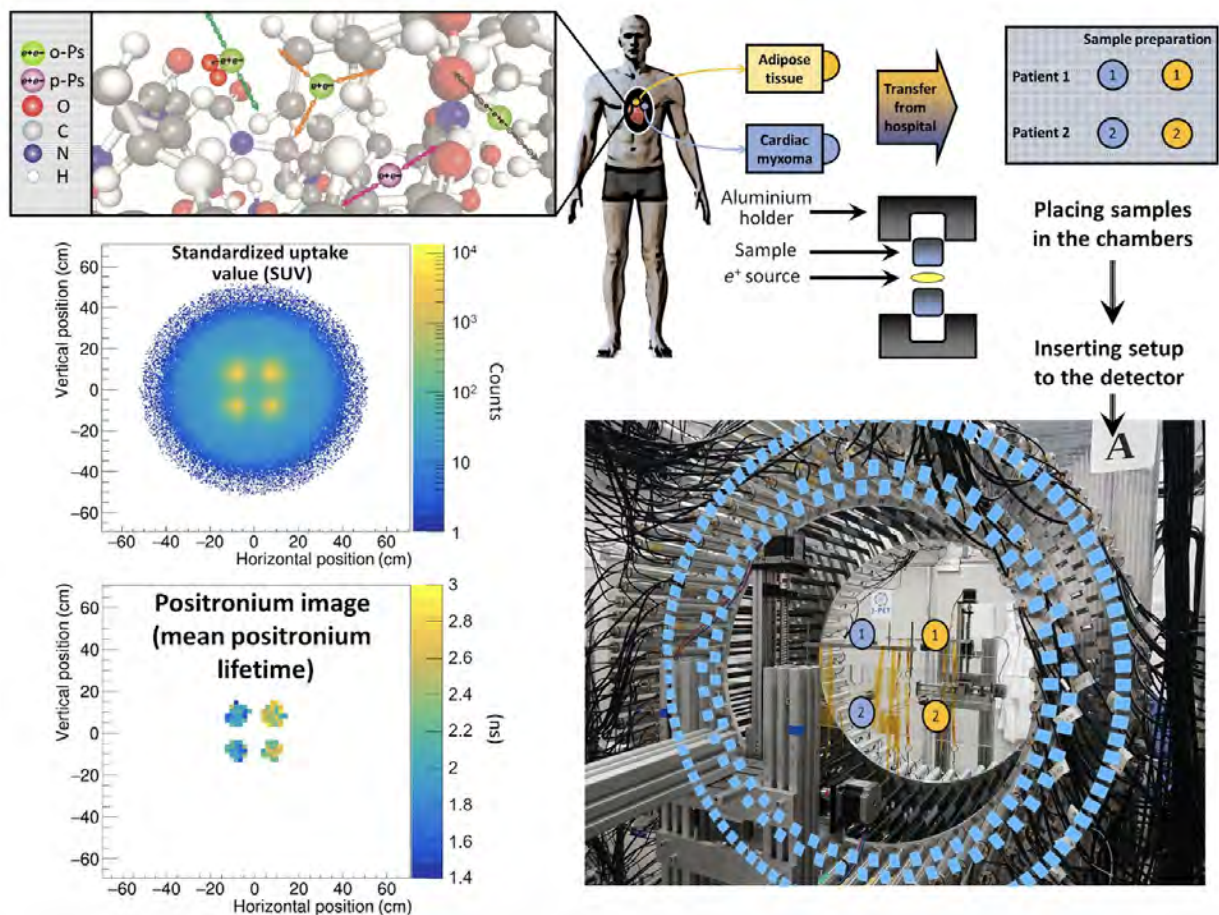 o-Ps
p-Ps
O
C
N
H
e+e−
e+e−
e+e−
e+e−
e+e−
e+e−
Adipose
tissue
Cardiac
myxoma
Transfer
from
hospital
Sample preparation
Patient 1
1
1
Patient 2
2
2
Aluminium
holder
Sample
e⁺ source
Placing samples
in the chambers
Inserting setup
to the detector
Standardized uptake
value (SUV)
Vertical position (cm)
60
40
20
0
−20
−40
−60
−60 −40 −20 0 20 40 60
Horizontal position (cm)
10⁴
10³
10²
10
1
Counts
Positronium image
(mean positronium
lifetime)
Vertical position (cm)
60
40
20
0
−20
−40
−60
−60 −40 −20 0 20 40 60
Horizontal position (cm)
3
2.8
2.6
2.4
2.2
2
1.8
1.6
1.4
(ns)
A
J-PET
1
1
2
2